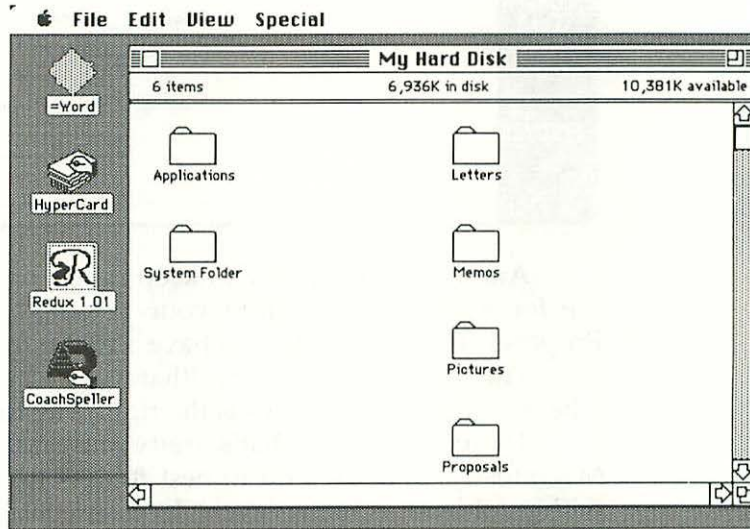 File Edit View Special
My Hard Disk
6 items 6,936K in disk 10,381K available
=Word
HyperCard
Redux 1.01
CoachSpeller
Applications Letters
System Folder Memos
Pictures
Proposals